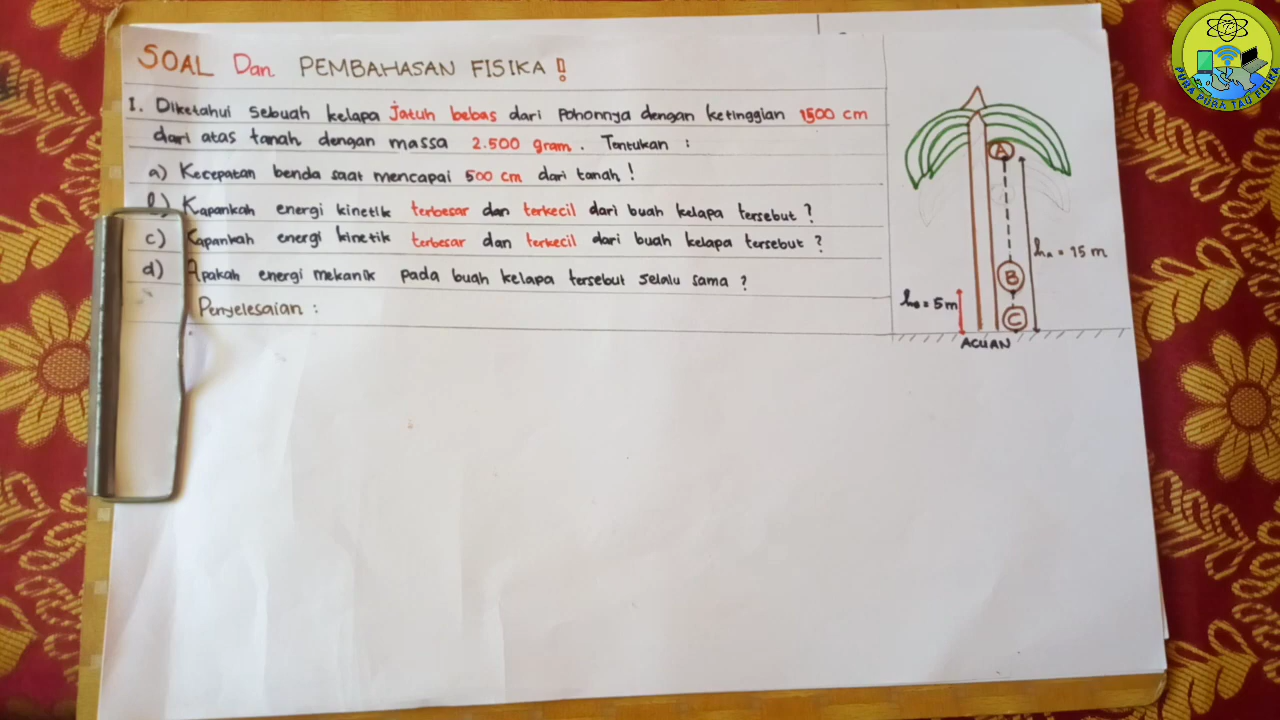 SOAL Dan PEMBAHASAN FISIKA !
1. Diketahui sebuah kelapa jatuh bebas dari pohonnya dengan ketinggian 1500 cm
dari atas tanah dengan massa 2.500 gram. Tentukan :
a) Kecepatan benda saat mencapai 500 cm dari tanah !
b) Kapankah energi kinetik terbesar dan terkecil dari buah kelapa tersebut ?
c) Kapankah energi kinetik terbesar dan terkecil dari buah kelapa tersebut ?
d) Apakah energi mekanik pada buah kelapa tersebut selalu sama ?
Penyelesaian :
A
hA = 15 m
B
hB = 5 m
C
ACUAN
PURA PURA TAU FISIKA